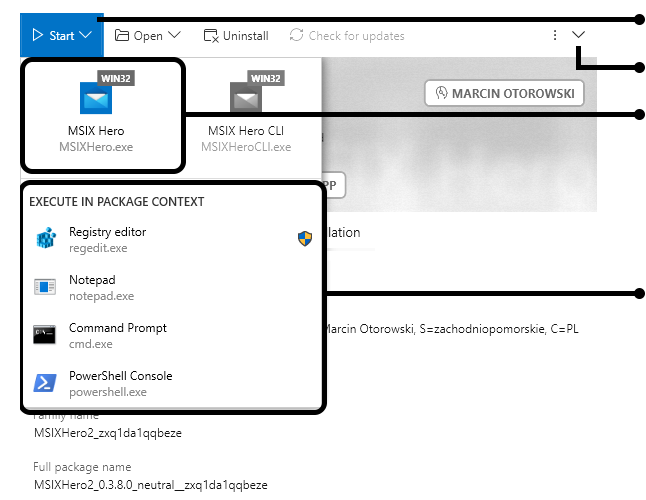 Start
Open
Uninstall
Check for updates
WIN32
WIN32
MARCIN OTOROWSKI
MSIX Hero
MSIXHero.exe
MSIX Hero CLI
MSIXHeroCLI.exe
PP
EXECUTE IN PACKAGE CONTEXT
Registry editor
regedit.exe
lation
Notepad
notepad.exe
Command Prompt
cmd.exe
Marcin Otorowski, S=zachodniopomorskie, C=PL
PowerShell Console
powershell.exe
Family name
MSIXHero2_zxq1da1qqbeze
Full package name
MSIXHero2_0.3.8.0_neutral__zxq1da1qqbeze